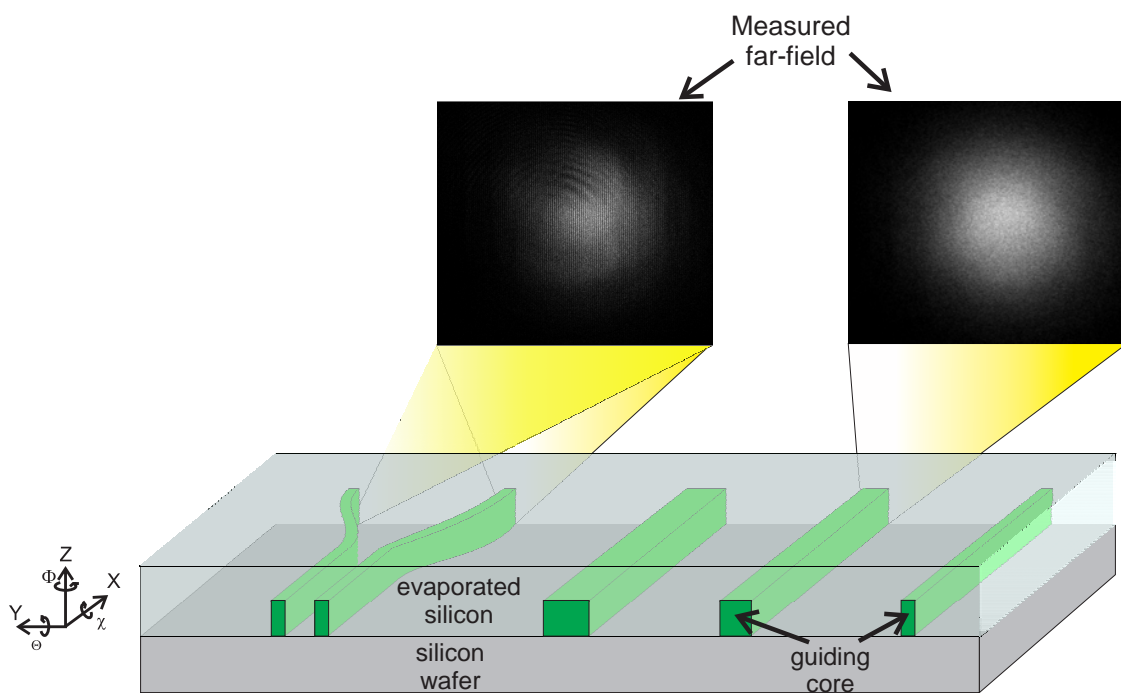 Measured
far-field
Z
Φ
X
Y
χ
Θ
evaporated
silicon
silicon
wafer
guiding
core